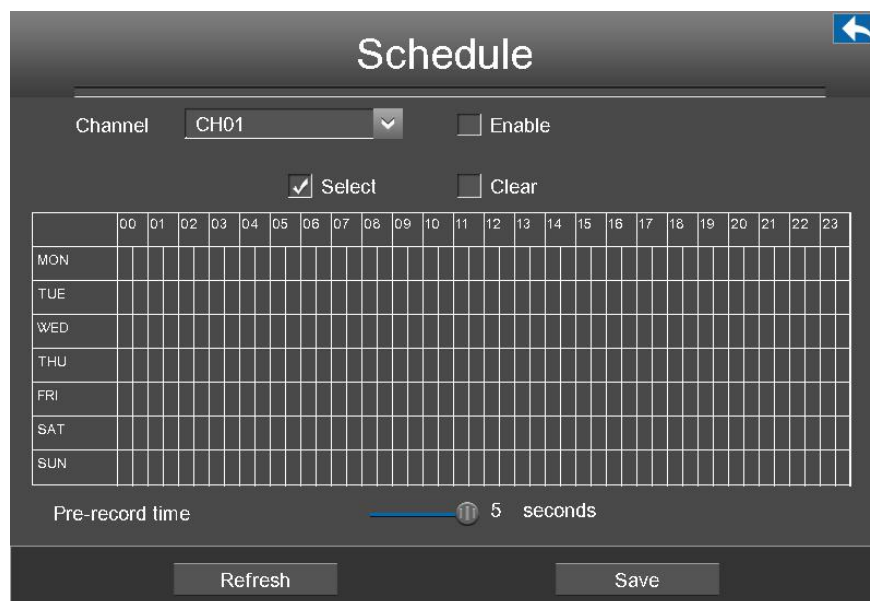 Schedule
Channel CH01 Enable
Select Clear
00 01 02 03 04 05 06 07 08 09 10 11 12 13 14 15 16 17 18 19 20 21 22 23
MON
TUE
WED
THU
FRI
SAT
SUN
Pre-record time 5 seconds
Refresh Save